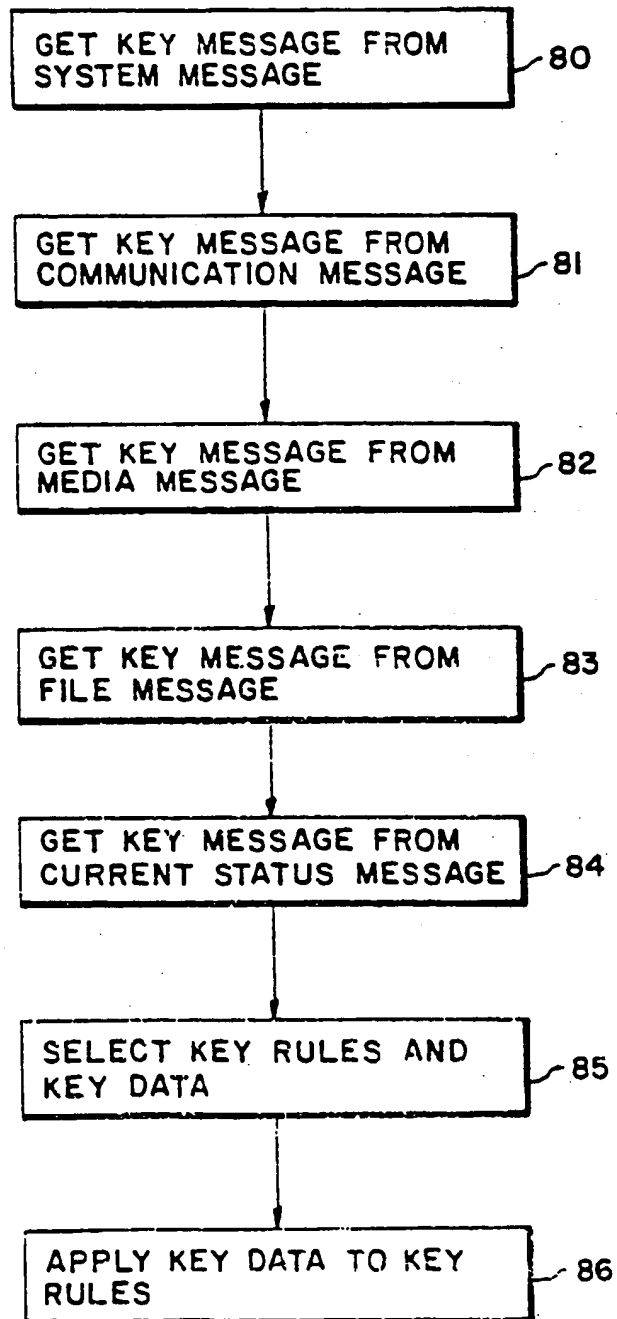 GET KEY MESSAGE FROM
SYSTEM MESSAGE
80
GET KEY MESSAGE FROM
COMMUNICATION MESSAGE
81
GET KEY MESSAGE FROM
MEDIA MESSAGE
82
GET KEY MESSAGE FROM
FILE MESSAGE
83
GET KEY MESSAGE FROM
CURRENT STATUS MESSAGE
84
SELECT KEY RULES AND
KEY DATA
85
APPLY KEY DATA TO KEY
RULES
86